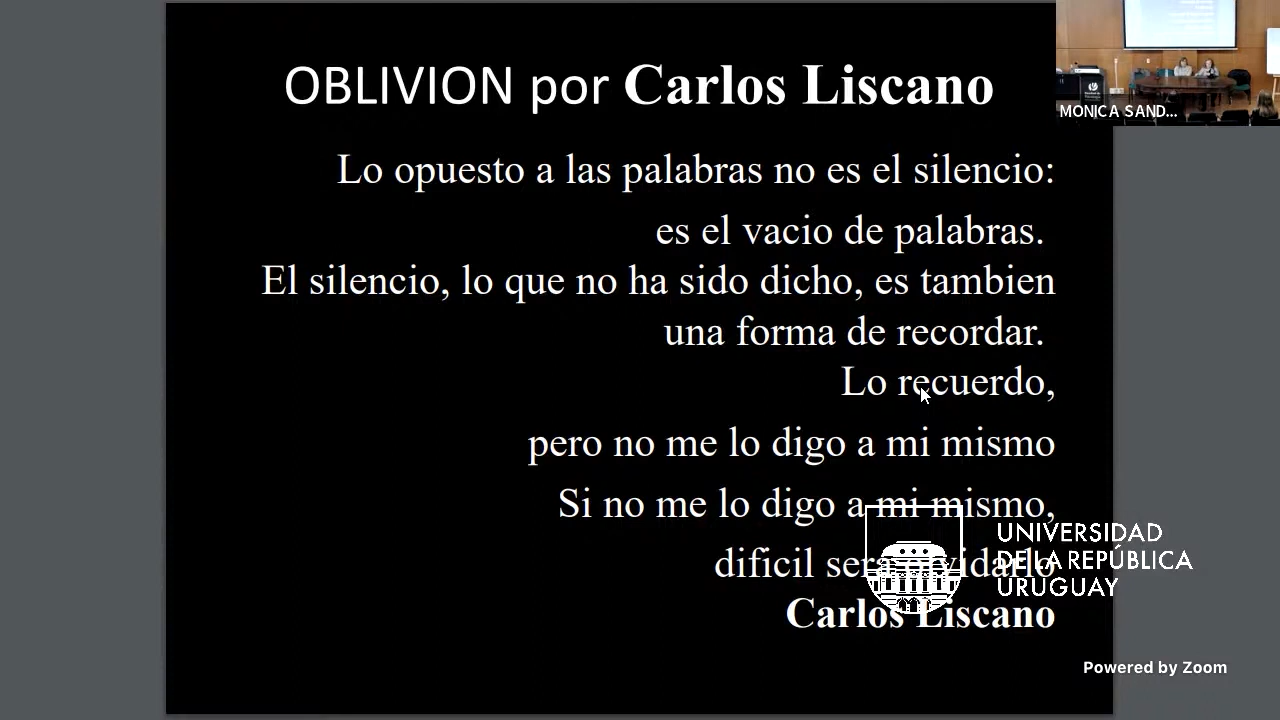 OBLIVION por Carlos Liscano
MONICA SAND...
Lo opuesto a las palabras no es el silencio:
es el vacio de palabras.
El silencio, lo que no ha sido dicho, es tambien
una forma de recordar.
Lo recuerdo,
pero no me lo digo a mi mismo
Si no me lo digo a mi mismo,
dificil sera olvidarlo
Carlos Liscano
UNIVERSIDAD
DE LA REPÚBLICA
URUGUAY
Powered by Zoom